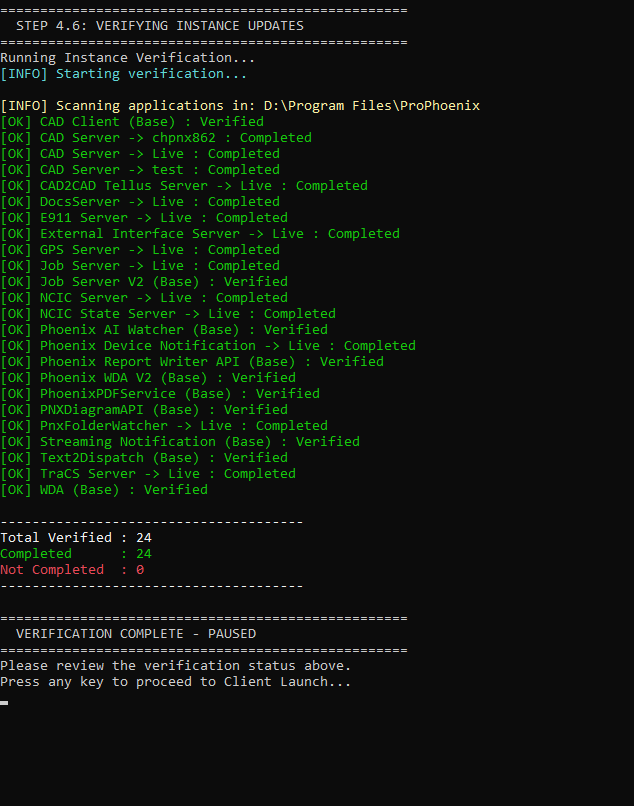 ===================================================
STEP 4.6: VERIFYING INSTANCE UPDATES
===================================================
Running Instance Verification...
[INFO] Starting verification...
[INFO] Scanning applications in: D:\Program Files\ProPhoenix
[OK] CAD Client (Base) : Verified
[OK] CAD Server -> chpnx862 : Completed
[OK] CAD Server -> Live : Completed
[OK] CAD Server -> test : Completed
[OK] CAD2CAD Tellus Server -> Live : Completed
[OK] DocsServer -> Live : Completed
[OK] E911 Server -> Live : Completed
[OK] External Interface Server -> Live : Completed
[OK] GPS Server -> Live : Completed
[OK] Job Server -> Live : Completed
[OK] Job Server V2 (Base) : Verified
[OK] NCIC Server -> Live : Completed
[OK] NCIC State Server -> Live : Completed
[OK] Phoenix AI Watcher (Base) : Verified
[OK] Phoenix Device Notification -> Live : Completed
[OK] Phoenix Report Writer API (Base) : Verified
[OK] Phoenix WDA V2 (Base) : Verified
[OK] PhoenixPDFService (Base) : Verified
[OK] PNXDiagramAPI (Base) : Verified
[OK] PnxFolderWatcher -> Live : Completed
[OK] Streaming Notification (Base) : Verified
[OK] Text2Dispatch (Base) : Verified
[OK] TraCS Server -> Live : Completed
[OK] WDA (Base) : Verified
--------------------------------------
Total Verified : 24
Completed      : 24
Not Completed  : 0
--------------------------------------
===================================================
VERIFICATION COMPLETE - PAUSED
===================================================
Please review the verification status above.
Press any key to proceed to Client Launch...